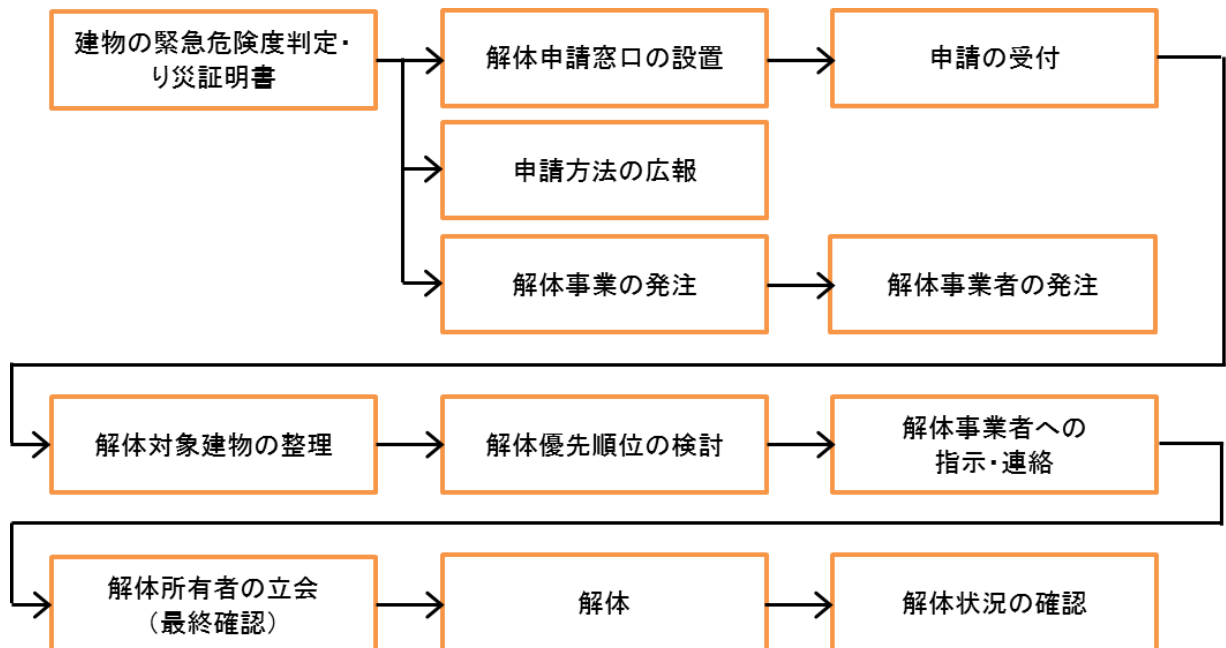 建物の緊急危険度判定・
り災証明書
解体申請窓口の設置
申請の受付
申請方法の広報
解体事業の発注
解体事業者の発注
解体対象建物の整理
解体優先順位の検討
解体事業者への
指示・連絡
解体所有者の立会
（最終確認）
解体
解体状況の確認